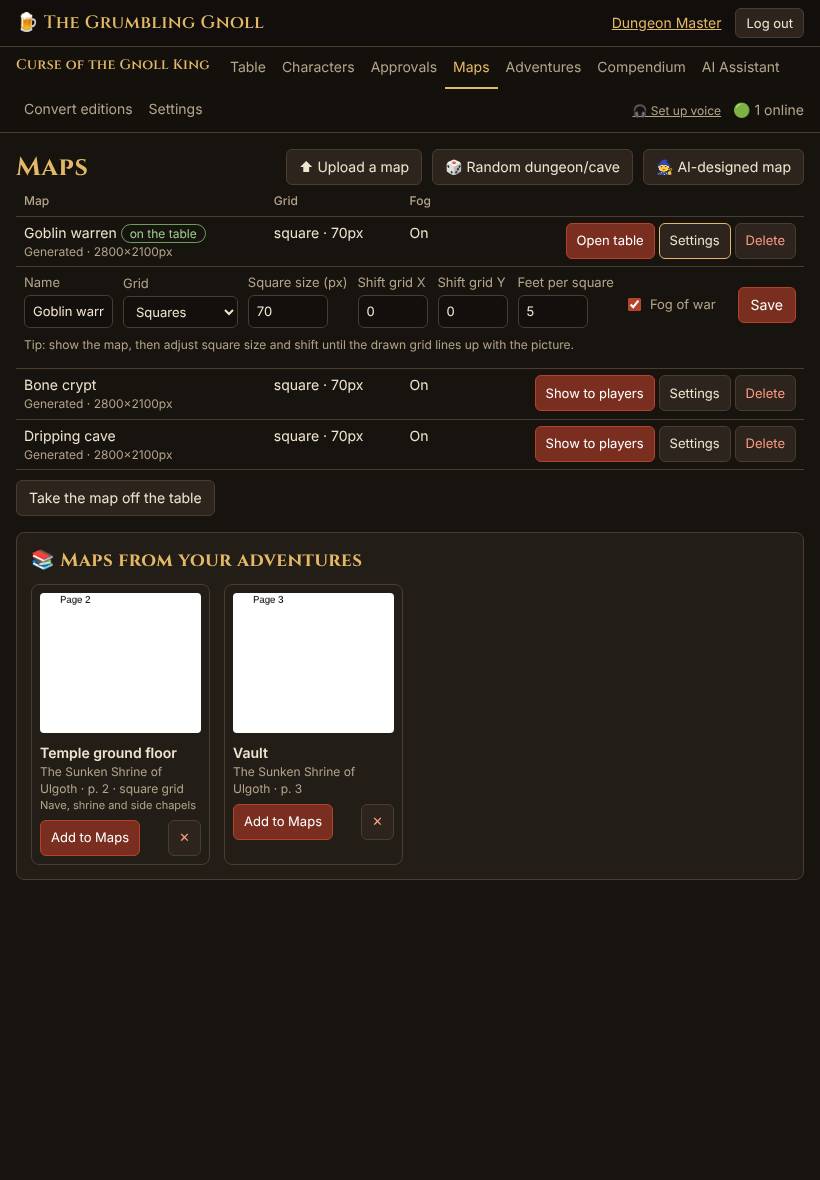 🍺 The Grumbling Gnoll Dungeon Master Log out
Curse of the Gnoll King Table Characters Approvals Maps Adventures Compendium AI Assistant
Convert editions Settings 🎧 Set up voice 🟢 1 online
Maps ⬆ Upload a map 🎲 Random dungeon/cave 🧙 AI-designed map
Map Grid Fog
Goblin warren on the table square · 70px On Open table Settings Delete
Generated · 2800×2100px
Name Grid Square size (px) Shift grid X Shift grid Y Feet per square
Goblin warr Squares 70 0 0 5 Fog of war Save
Tip: show the map, then adjust square size and shift until the drawn grid lines up with the picture.
Bone crypt square · 70px On Show to players Settings Delete
Generated · 2800×2100px
Dripping cave square · 70px On Show to players Settings Delete
Generated · 2800×2100px
Take the map off the table
📚 Maps from your adventures
Page 2 Page 3
Temple ground floor Vault
The Sunken Shrine of The Sunken Shrine of
Ulgoth · p. 2 · square grid Ulgoth · p. 3
Nave, shrine and side chapels
Add to Maps × Add to Maps ×